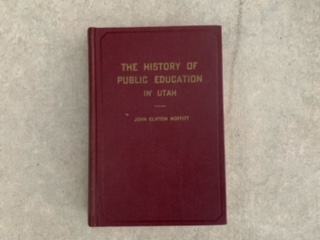 THE HISTORY OF
PUBLIC EDUCATION
IN UTAH
JOHN CLIFTON MOFFITT